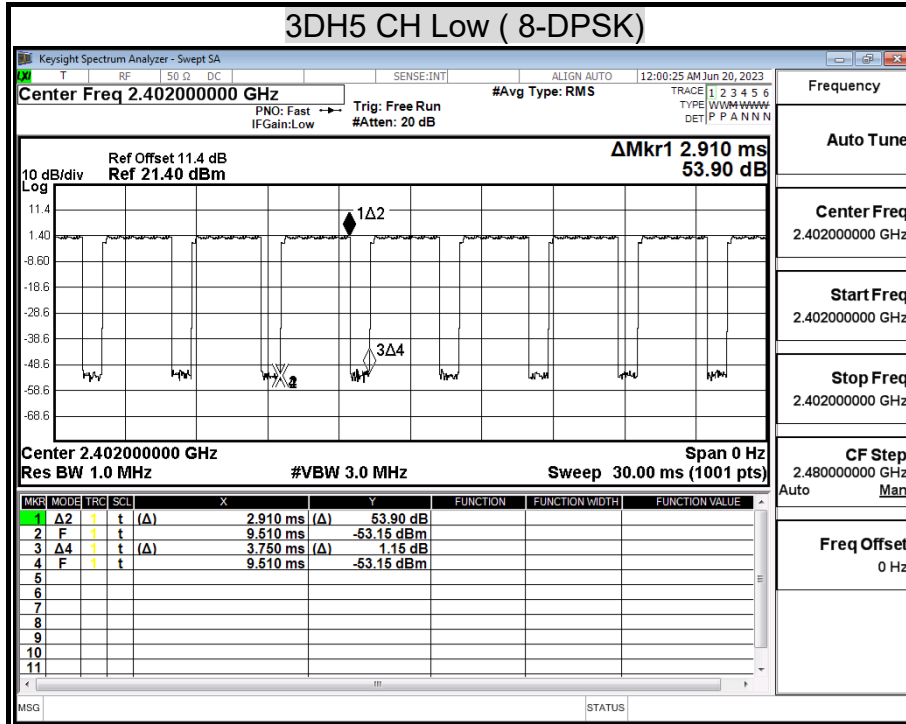 3DH5 CH Low ( 8-DPSK)
Keysight Spectrum Analyzer - Swept SA
LXI T RF 50 Ω DC SENSE:INT ALIGN AUTO 12:00:25 AM Jun 20, 2023
Center Freq 2.402000000 GHz #Avg Type: RMS TRACE 1 2 3 4 5 6
PNO: Fast Trig: Free Run TYPE WWMWWWW
IFGain:Low #Atten: 20 dB DET P P A N N N
Frequency
Auto Tune
Center Freq
2.402000000 GHz
Start Freq
2.402000000 GHz
Stop Freq
2.402000000 GHz
CF Step
2.480000000 GHz
Auto Man
Freq Offset
0 Hz
ΔMkr1 2.910 ms
53.90 dB
Ref Offset 11.4 dB
10 dB/div Ref 21.40 dBm
Log
11.4
1.40
-8.60
-18.6
-28.6
-38.6
-48.6
-58.6
-68.6
1Δ2
3Δ4
Center 2.402000000 GHz Span 0 Hz
Res BW 1.0 MHz #VBW 3.0 MHz Sweep 30.00 ms (1001 pts)
MKR MODE TRC SCL X Y FUNCTION FUNCTION WIDTH FUNCTION VALUE
1 Δ2 1 t (Δ) 2.910 ms (Δ) 53.90 dB
2 F 1 t 9.510 ms -53.15 dBm
3 Δ4 1 t (Δ) 3.750 ms (Δ) 1.15 dB
4 F 1 t 9.510 ms -53.15 dBm
5
6
7
8
9
10
11
MSG STATUS